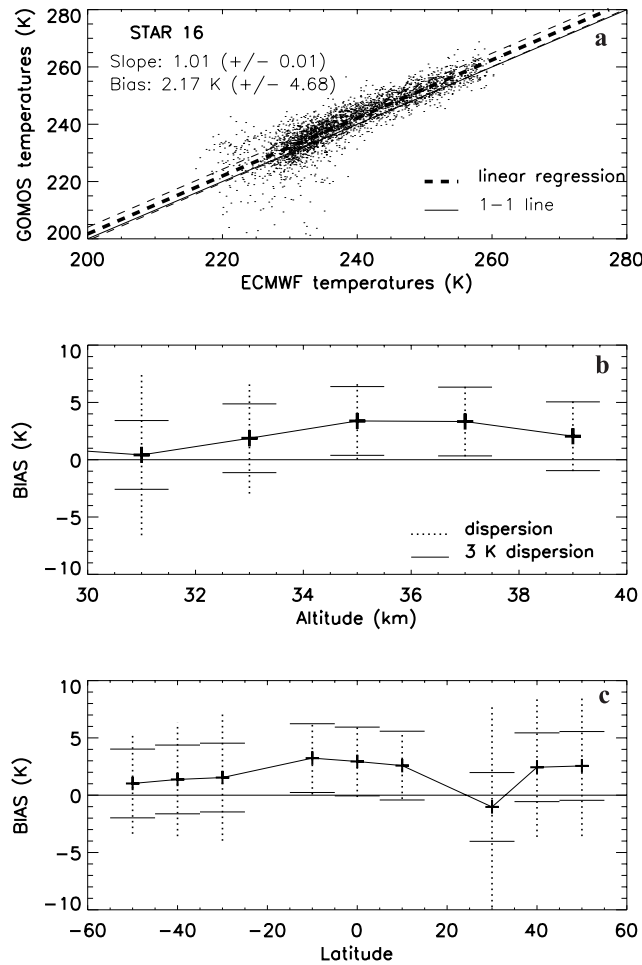 STAR 16
a
Slope: 1.01 (+/- 0.01)
Bias: 2.17 K (+/- 4.68)
GOMOS temperatures (K)
280
260
240
220
200
linear regression
1-1 line
200 220 240 260 280
ECMWF temperatures (K)
b
BIAS (K)
10
5
0
-5
-10
dispersion
3 K dispersion
30 32 34 36 38 40
Altitude (km)
c
BIAS (K)
10
5
0
-5
-10
-60 -40 -20 0 20 40 60
Latitude